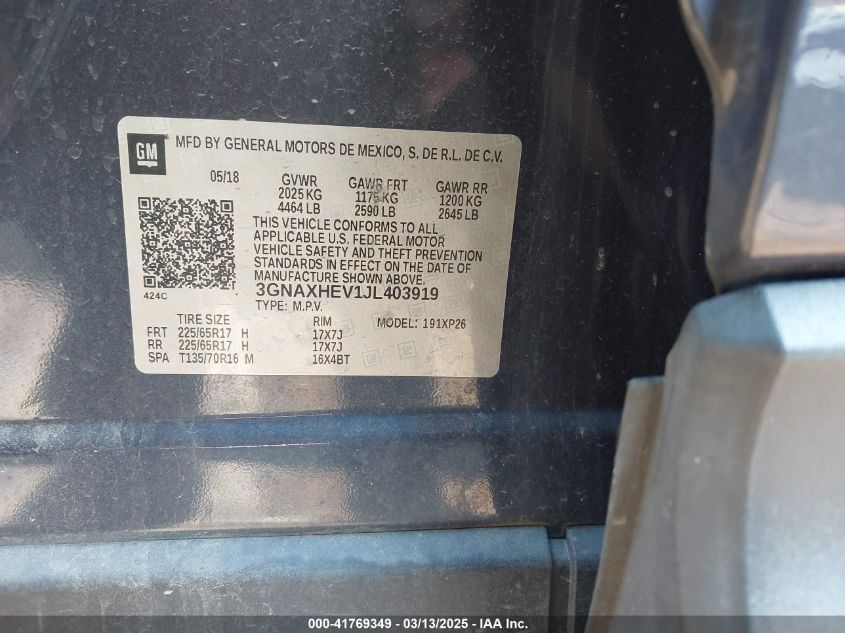 GM
MFD BY GENERAL MOTORS DE MEXICO, S. DE R.L. DE C.V.
05/18 GVWR GAWR FRT GAWR RR
2025 KG 1175 KG 1200 KG
4464 LB 2590 LB 2645 LB
THIS VEHICLE CONFORMS TO ALL
APPLICABLE U.S. FEDERAL MOTOR
VEHICLE SAFETY AND THEFT PREVENTION
STANDARDS IN EFFECT ON THE DATE OF
MANUFACTURE SHOWN ABOVE.
424C 3GNAXHEV1JL403919
TYPE: M.P.V.
TIRE SIZE RIM MODEL: 191XP26
FRT 225/65R17 H 17X7J
RR 225/65R17 H 17X7J
SPA T135/70R16 M 16X4BT
000-41769349 / 03/13/2025 - IAA Inc.